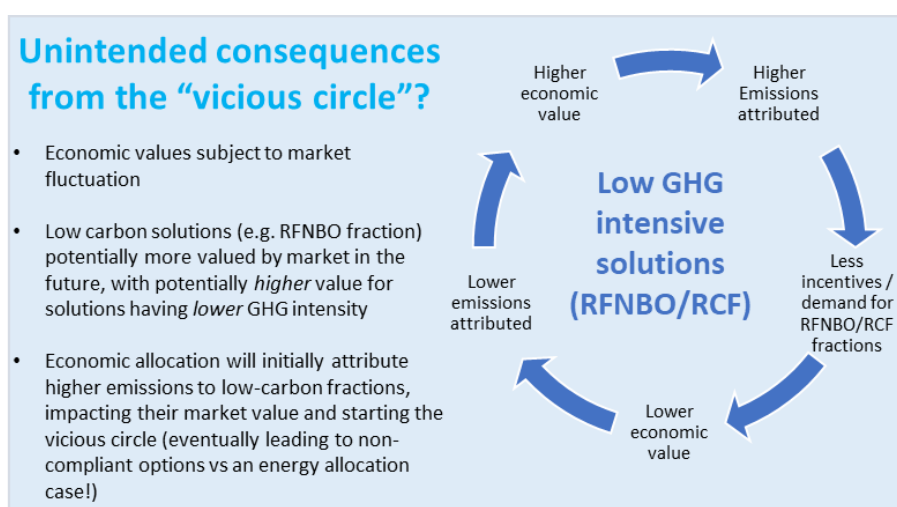 Unintended consequences
from the “vicious circle”?
• Economic values subject to market
fluctuation
• Low carbon solutions (e.g. RFNBO fraction)
potentially more valued by market in the
future, with potentially higher value for
solutions having lower GHG intensity
• Economic allocation will initially attribute
higher emissions to low-carbon fractions,
impacting their market value and starting the
vicious circle (eventually leading to non-
compliant options vs an energy allocation
case!)
Higher
economic
value
Higher
Emissions
attributed
Less
incentives /
demand for
RFNBO/RCF
fractions
Lower
economic
value
Lower
emissions
attributed
Low GHG
intensive
solutions
(RFNBO/RCF)